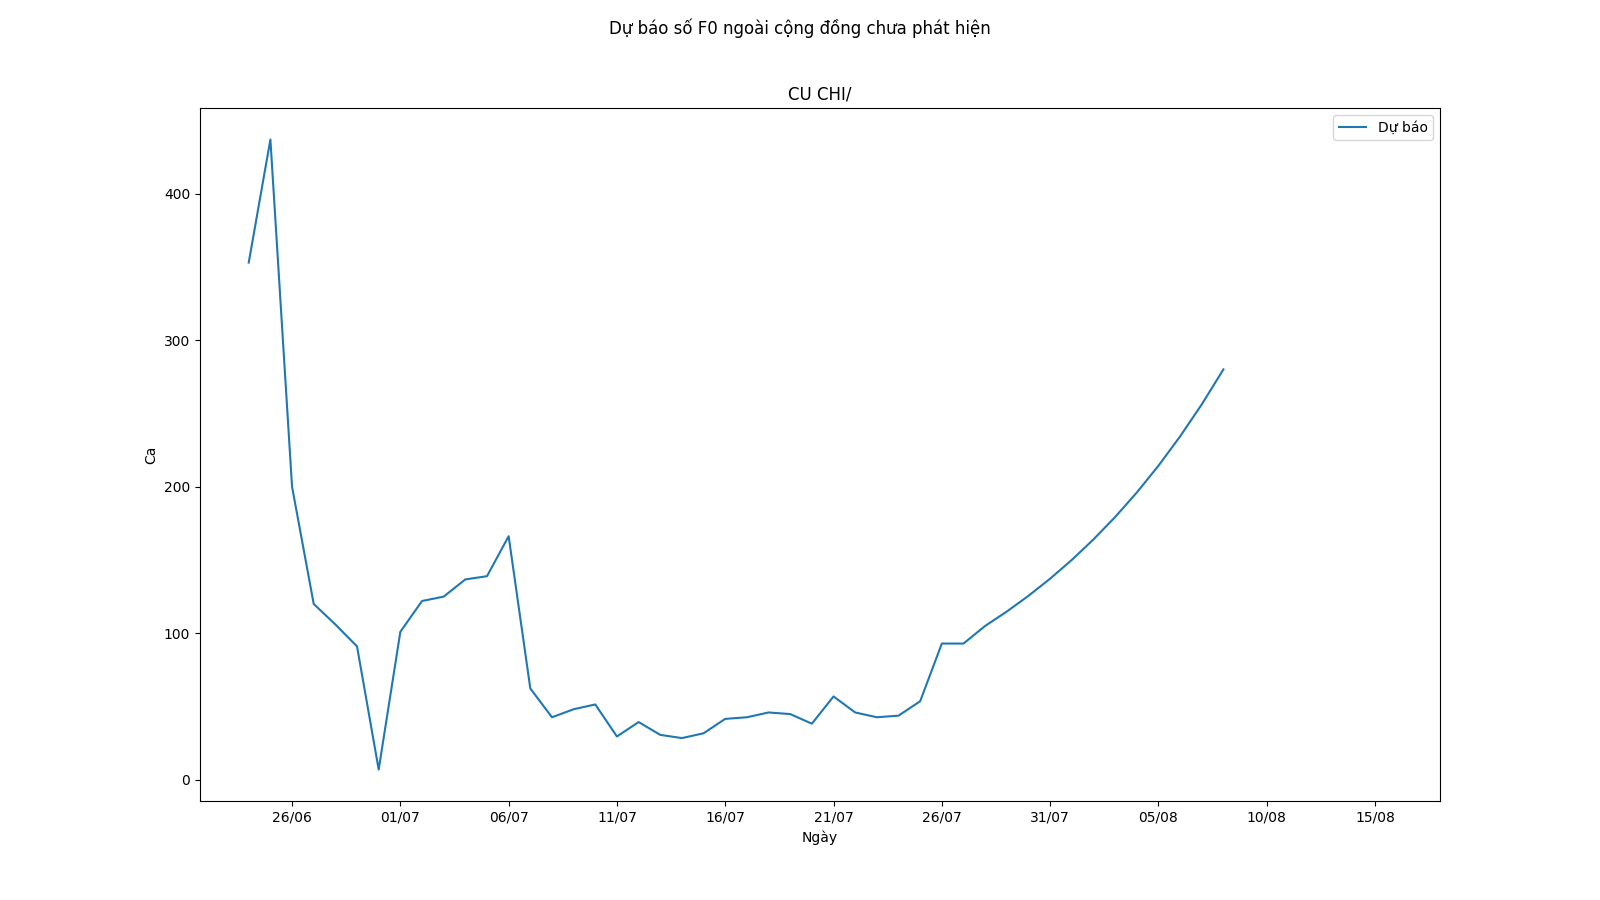 Dự báo số F0 ngoài cộng đồng chưa phát hiện
CU CHI/
Dự báo
400
300
200
100
0
Ca
26/06 01/07 06/07 11/07 16/07 21/07 26/07 31/07 05/08 10/08 15/08
Ngày